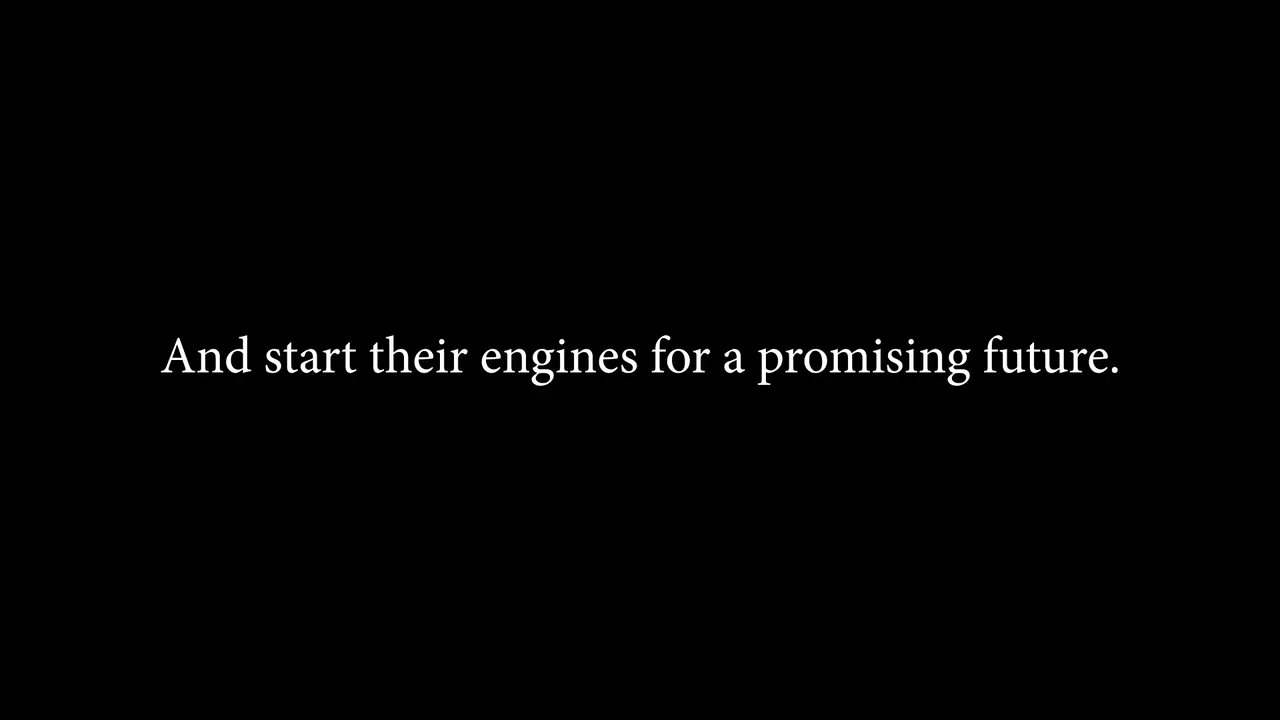 And start their engines for a promising future.